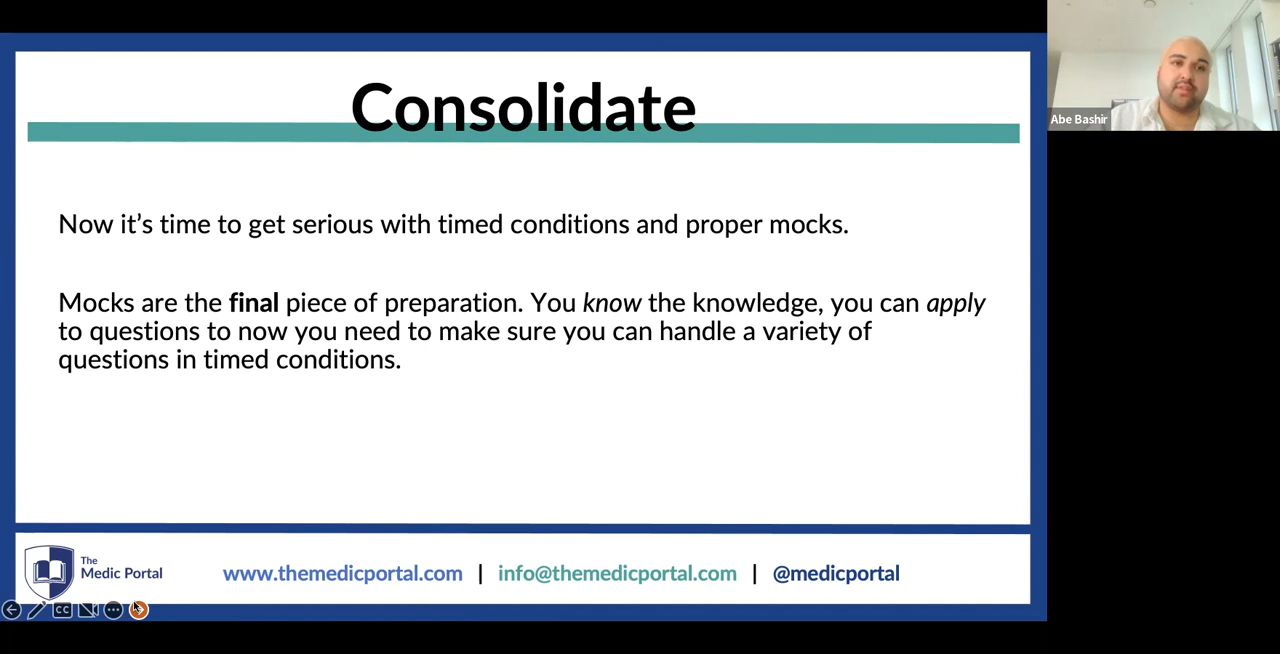 Consolidate
Now it's time to get serious with timed conditions and proper mocks.
Mocks are the final piece of preparation. You know the knowledge, you can apply
to questions to now you need to make sure you can handle a variety of
questions in timed conditions.
The
Medic Portal
www.themedicportal.com | info@themedicportal.com | @medicportal
CC
Abe Bashir